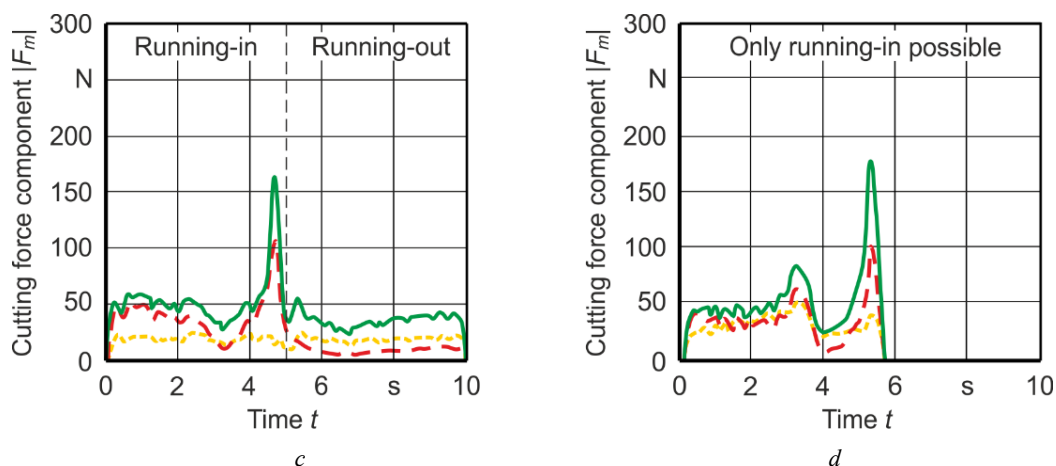 Cutting force component |Fm|
300
N
200
150
100
50
0
Running-in
Running-out
0 2 4 6 s 10
Time t
c
Cutting force component |Fm|
300
N
200
150
100
50
0
Only running-in possible
0 2 4 6 s 10
Time t
d